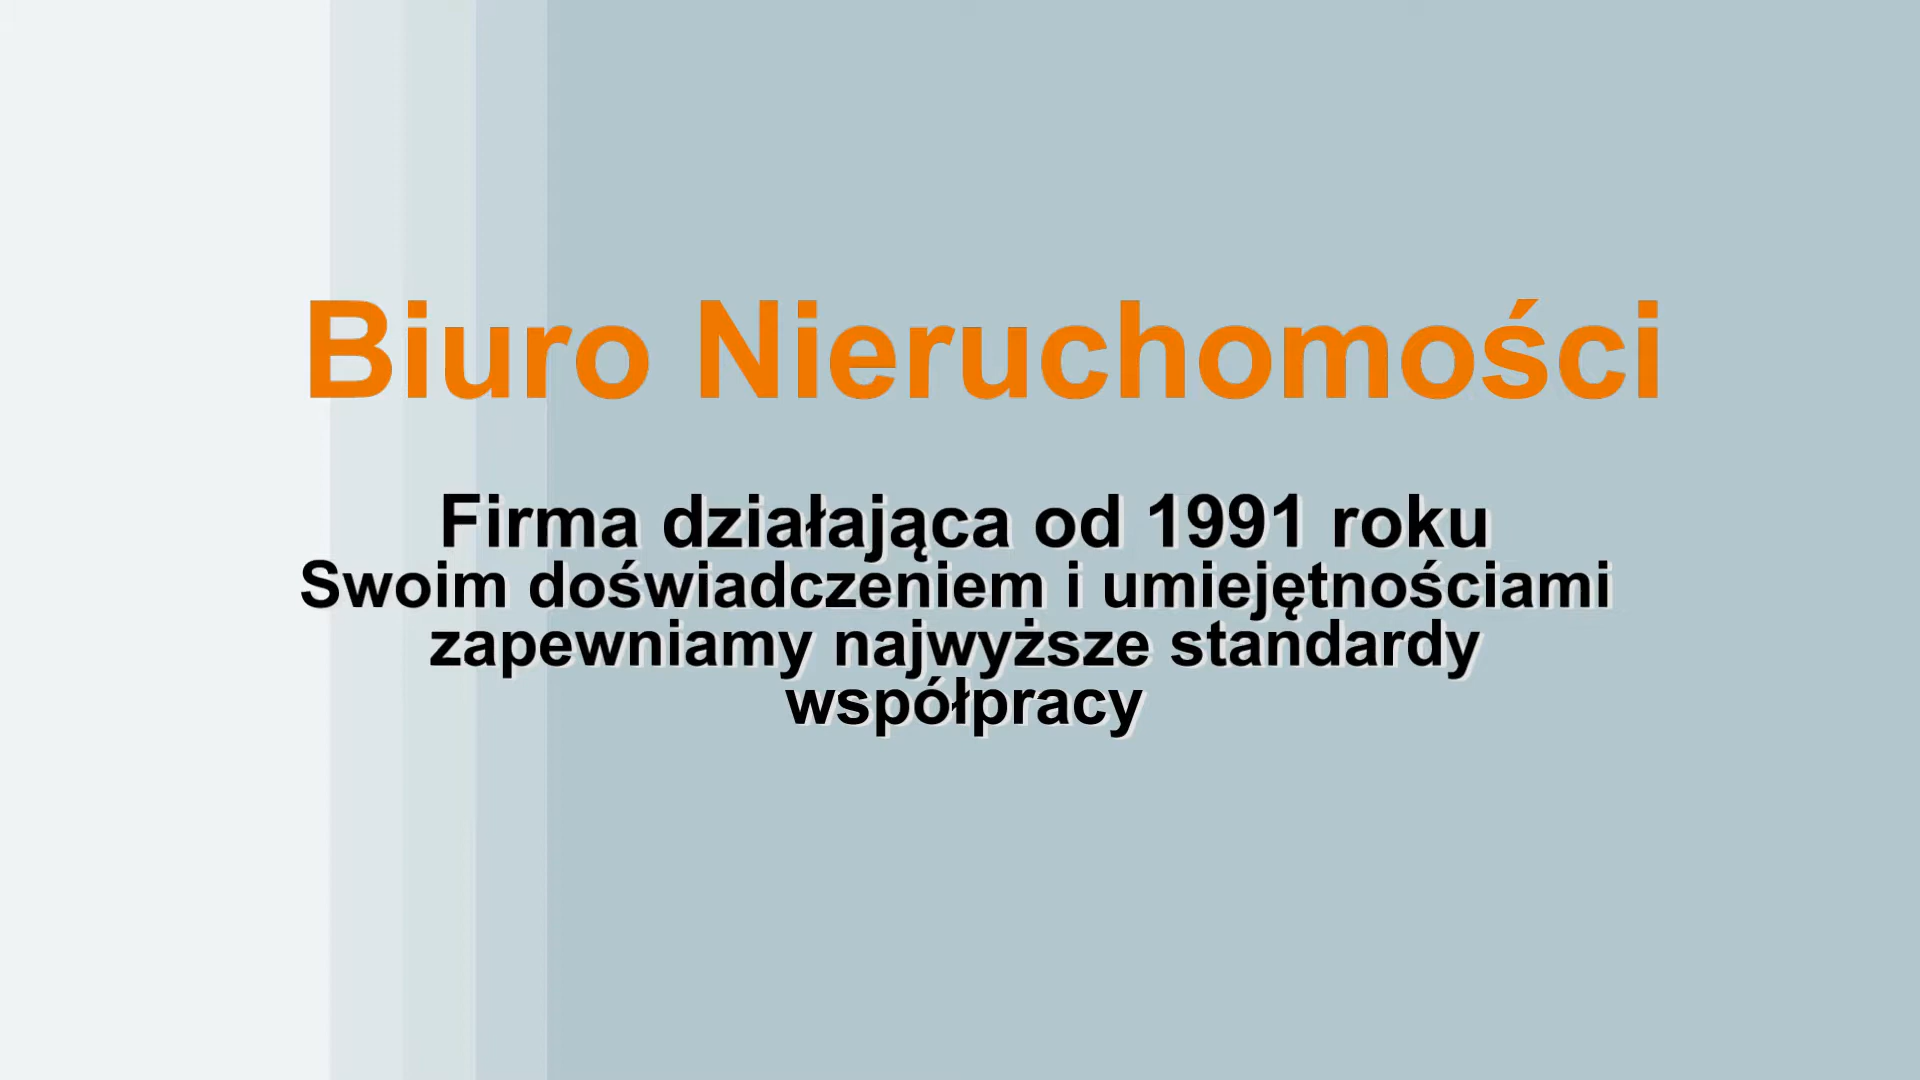 Biuro Nieruchomości
Firma działająca od 1991 roku
Swoim doświadczeniem i umiejętnościami
zapewniamy najwyższe standardy
współpracy